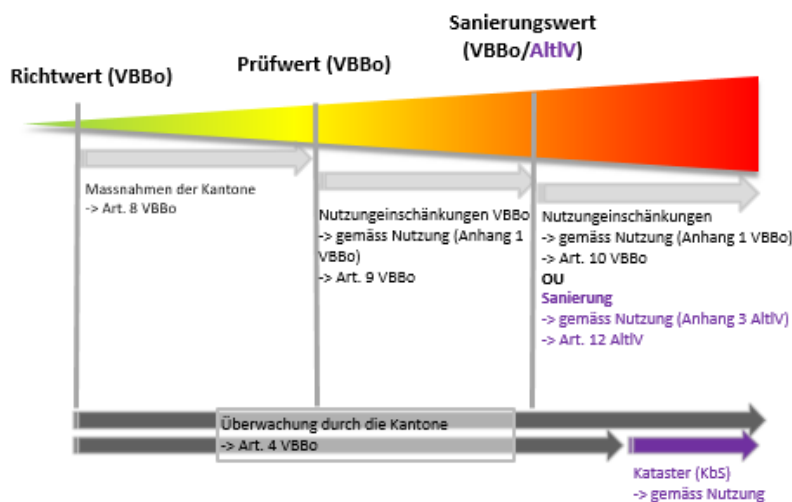 Sanierungswert
(VBBo/AltlV)
Prüfwert (VBBo)
Richtwert (VBBo)
Massnahmen der Kantone
-> Art. 8 VBBo
Nutzungeinschänkungen VBBo
-> gemäss Nutzung (Anhang 1
VBBo)
-> Art. 9 VBBo
Nutzungeinschänkungen
-> gemäss Nutzung (Anhang 1 VBBo)
-> Art. 10 VBBo
OU
Sanierung
-> gemäss Nutzung (Anhang 3 AltlV)
-> Art. 12 AltlV
Überwachung durch die Kantone
-> Art. 4 VBBo
Kataster (KbS)
-> gemäss Nutzung